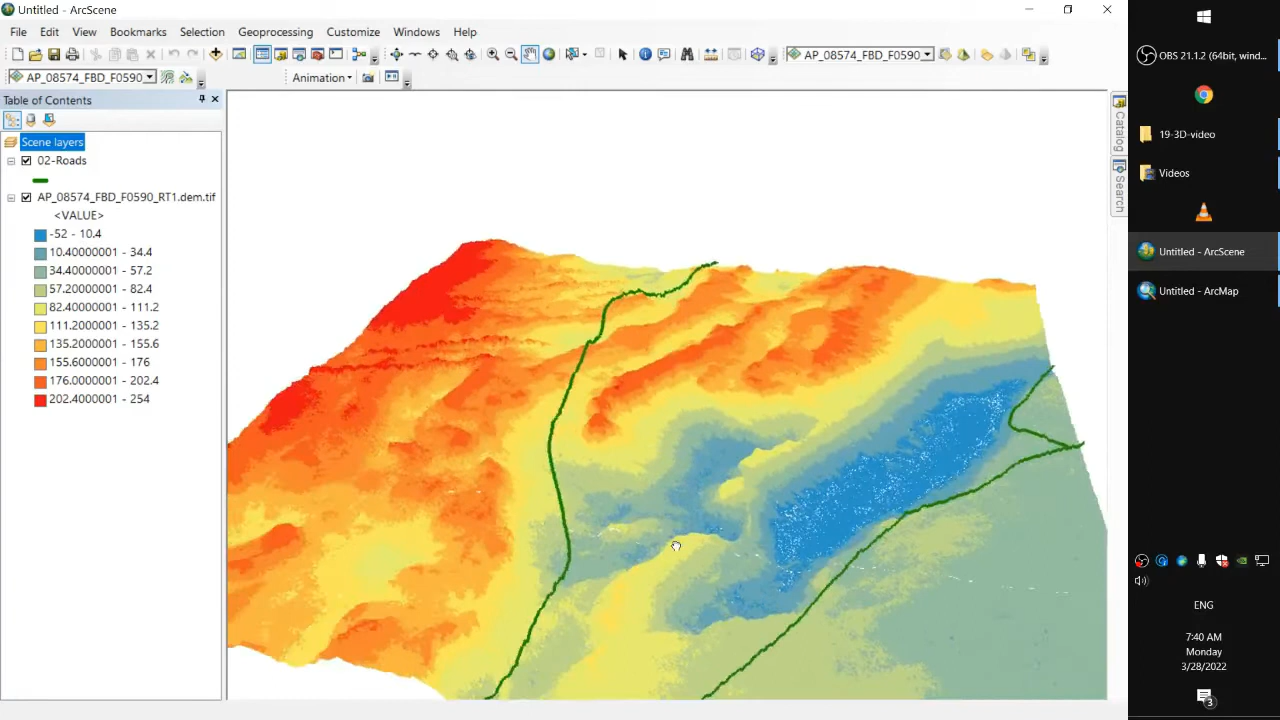 Untitled - ArcScene
File Edit View Bookmarks Selection Geoprocessing Customize Windows Help
AP_08574_FBD_F0590_
AP_08574_FBD_F0590_
Animation
Table of Contents
Scene layers
02-Roads
AP_08574_FBD_F0590_RT1.dem.tif
<VALUE>
-52 - 10.4
10.40000001 - 34.4
34.40000001 - 57.2
57.20000001 - 82.4
82.40000001 - 111.2
111.2000001 - 135.2
135.2000001 - 155.6
155.6000001 - 176
176.0000001 - 202.4
202.4000001 - 254
Catalog
Search
OBS 21.1.2 (64bit, wind...
19-3D-video
Videos
Untitled - ArcScene
Untitled - ArcMap
ENG
7:40 AM
Monday
3/28/2022
3